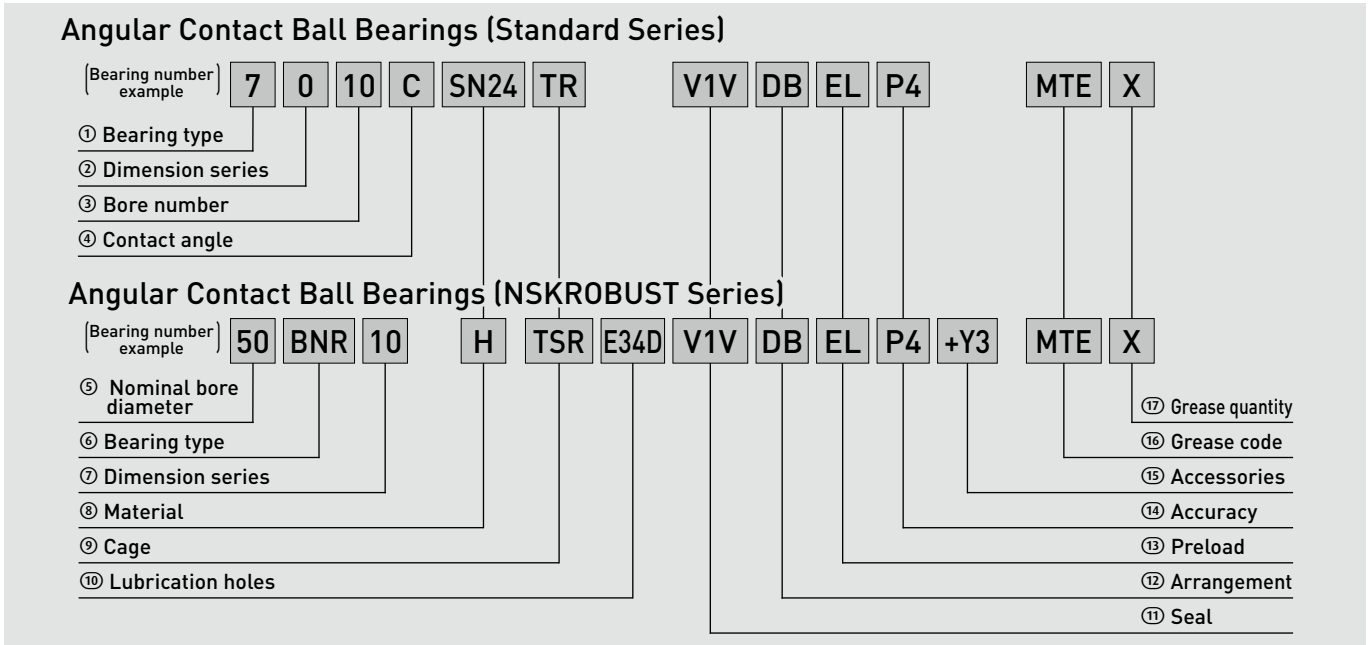 Angular Contact Ball Bearings (Standard Series)
(Bearing number example) 7 0 10 C SN24 TR V1V DB EL P4 MTE X
① Bearing type
② Dimension series
③ Bore number
④ Contact angle
Angular Contact Ball Bearings (NSKROBUST Series)
(Bearing number example) 50 BNR 10 H TSR E34D V1V DB EL P4 +Y3 MTE X
⑤ Nominal bore
diameter
⑥ Bearing type
⑦ Dimension series
⑧ Material
⑨ Cage
⑩ Lubrication holes
⑰ Grease quantity
⑯ Grease code
⑮ Accessories
⑭ Accuracy
⑬ Preload
⑫ Arrangement
⑪ Seal